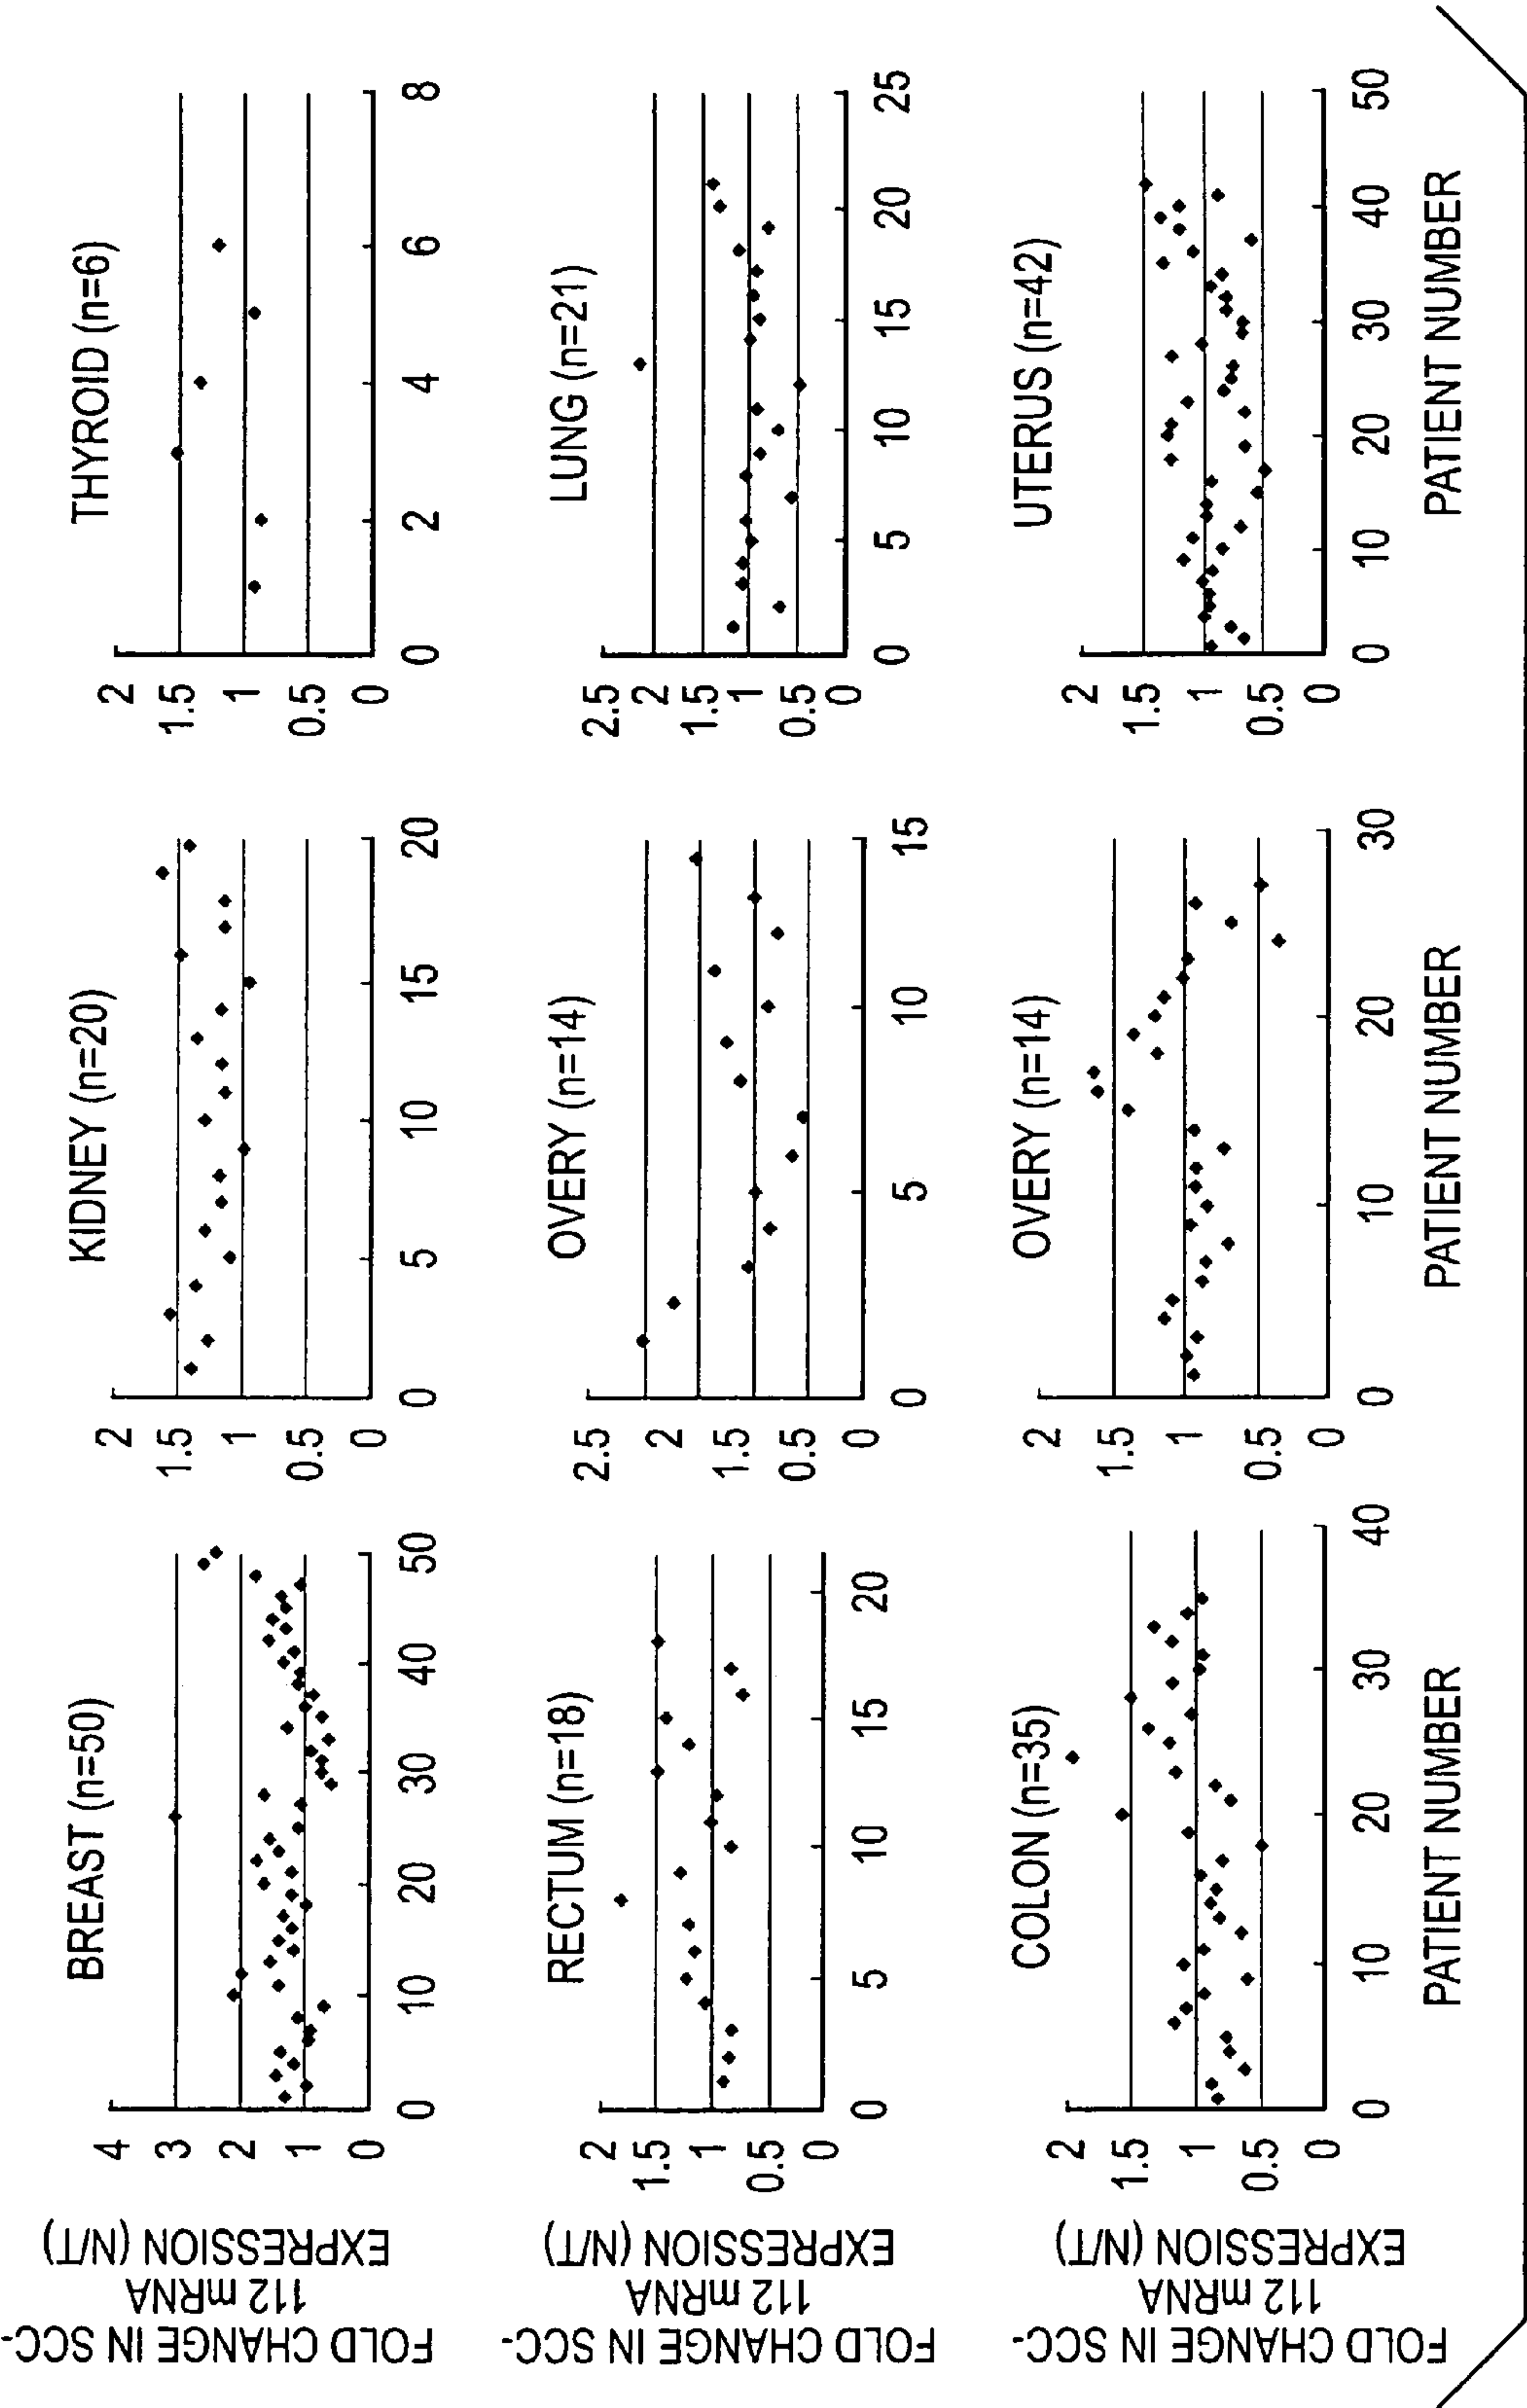 BREAST (n=50)
FOLD CHANGE IN SCC-
112 mRNA
EXPRESSION (N/T)
4
3
2
1
0
0 10 20 30 40 50
KIDNEY (n=20)
2
1.5
1
0.5
0
0 5 10 15 20
THYROID (n=6)
2
1.5
1
0.5
0
0 2 4 6 8
RECTUM (n=18)
FOLD CHANGE IN SCC-
112 mRNA
EXPRESSION (N/T)
2
1.5
1
0.5
0
0 5 10 15 20
OVERY (n=14)
2.5
2
1.5
0.5
0
0 5 10 15
LUNG (n=21)
2.5
2
1.5
1
0.5
0
0 5 10 15 20 25
COLON (n=35)
FOLD CHANGE IN SCC-
112 mRNA
EXPRESSION (N/T)
2
1.5
1
0.5
0
0 10 20 30 40
PATIENT NUMBER
OVERY (n=14)
2
1.5
1
0.5
0
0 10 20 30
PATIENT NUMBER
UTERUS (n=42)
2
1.5
1
0.5
0
0 10 20 30 40 50
PATIENT NUMBER